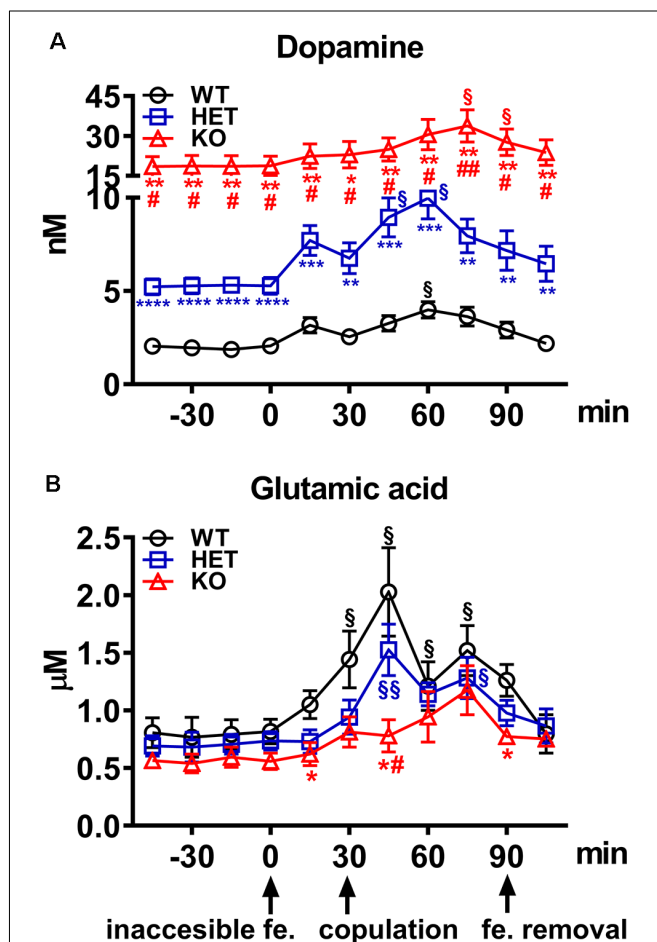 A
Dopamine
WT
HET
KO
45
30
15
10
5
0
nM
§ §
** ** ** ** ** * ** ** ** ** **
# # # # # # # # ## # #
§ §
**** **** **** **** *** ** *** *** ** ** **
§
-30 0 30 60 90 min
B
Glutamic acid
WT
HET
KO
2.5
2.0
1.5
1.0
0.5
0.0
µM
§
§ § §
§§ §
* *# *
-30 0 30 60 90 min
inaccesible fe. copulation fe. removal